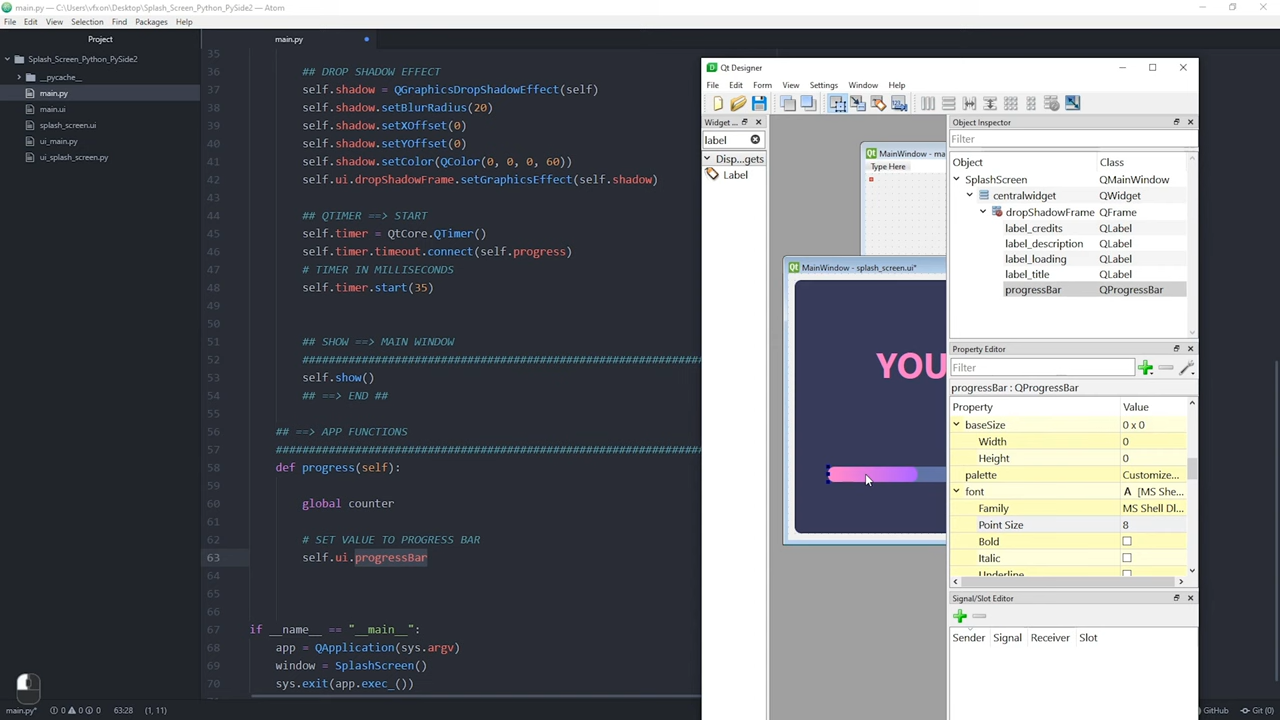 main.py — C:\Users\vfxon\Desktop\Splash_Screen_Python_PySide2 — Atom
File Edit View Selection Find Packages Help
Project
Splash_Screen_Python_PySide2
__pycache__
main.py
main.ui
splash_screen.ui
ui_main.py
ui_splash_screen.py
main.py
35
36 ## DROP SHADOW EFFECT
37 self.shadow = QGraphicsDropShadowEffect(self)
38 self.shadow.setBlurRadius(20)
39 self.shadow.setXOffset(0)
40 self.shadow.setYOffset(0)
41 self.shadow.setColor(QColor(0, 0, 0, 60))
42 self.ui.dropShadowFrame.setGraphicsEffect(self.shadow)
43
44 ## QTIMER ==> START
45 self.timer = QtCore.QTimer()
46 self.timer.timeout.connect(self.progress)
47 # TIMER IN MILLISECONDS
48 self.timer.start(35)
49
50
51 ## SHOW ==> MAIN WINDOW
52 ############################################################
53 self.show()
54 ## ==> END ##
55
56 ## ==> APP FUNCTIONS
57 ################################################################
58 def progress(self):
59
60 global counter
61
62 # SET VALUE TO PROGRESS BAR
63 self.ui.progressBar
64
65
66
67 if __name__ == "__main__":
68 app = QApplication(sys.argv)
69 window = SplashScreen()
70 sys.exit(app.exec_())
main.py* 0 0 0 63:28 (1, 11)
GitHub Git (0)
Qt Designer
File Edit Form View Settings Window Help
Widget ...
label
Disp...gets
Label
MainWindow - ma
Type Here
MainWindow - splash_screen.ui*
YOU
Object Inspector
Filter
Object Class
SplashScreen QMainWindow
centralwidget QWidget
dropShadowFrame QFrame
label_credits QLabel
label_description QLabel
label_loading QLabel
label_title QLabel
progressBar QProgressBar
Property Editor
Filter
progressBar : QProgressBar
Property Value
baseSize 0 x 0
Width 0
Height 0
palette Customize...
font A [MS She...
Family MS Shell Dl...
Point Size 8
Bold
Italic
Underline
Signal/Slot Editor
Sender Signal Receiver Slot